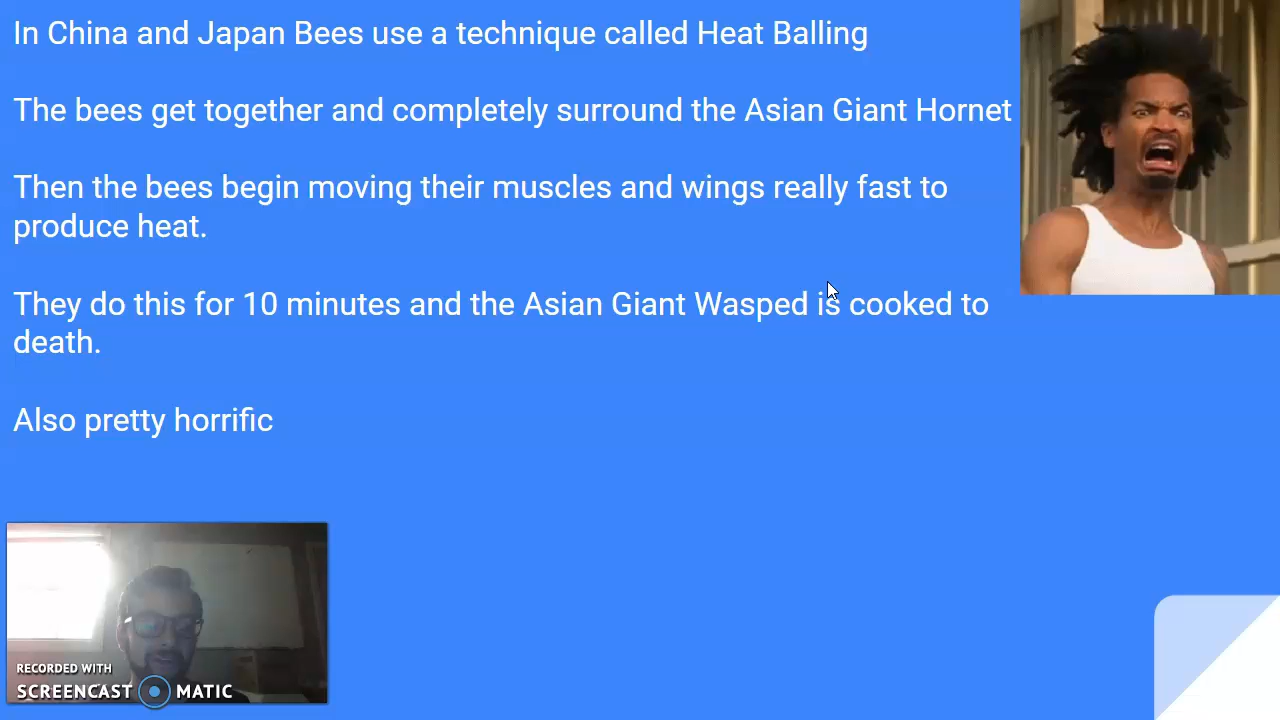 In China and Japan Bees use a technique called Heat Balling
The bees get together and completely surround the Asian Giant Hornet
Then the bees begin moving their muscles and wings really fast to
produce heat.
They do this for 10 minutes and the Asian Giant Wasped is cooked to
death.
Also pretty horrific
RECORDED WITH
SCREENCAST MATIC